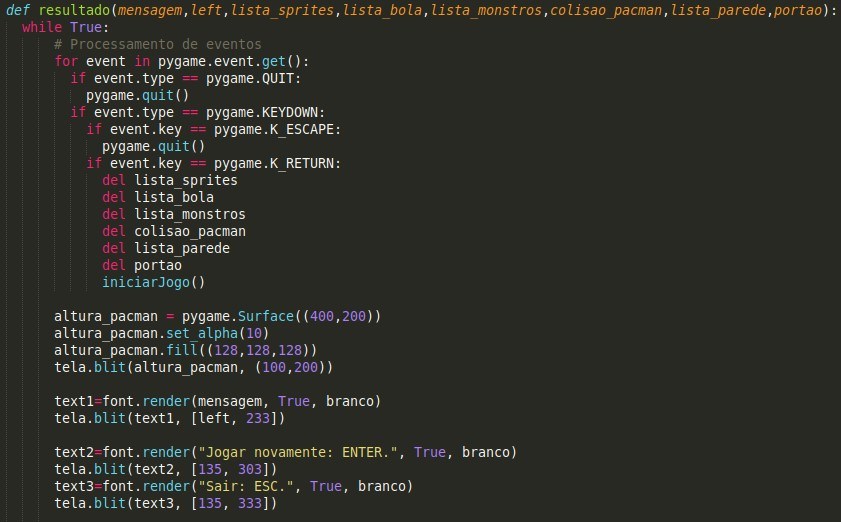 def resultado(mensagem,left,lista_sprites,lista_bola,lista_monstros,colisao_pacman,lista_parede,portao):
  while True:
      # Processamento de eventos
      for event in pygame.event.get():
        if event.type == pygame.QUIT:
          pygame.quit()
        if event.type == pygame.KEYDOWN:
          if event.key == pygame.K_ESCAPE:
            pygame.quit()
          if event.key == pygame.K_RETURN:
            del lista_sprites
            del lista_bola
            del lista_monstros
            del colisao_pacman
            del lista_parede
            del portao
            iniciarJogo()

      altura_pacman = pygame.Surface((400,200))
      altura_pacman.set_alpha(10)
      altura_pacman.fill((128,128,128))
      tela.blit(altura_pacman, (100,200))

      text1=font.render(mensagem, True, branco)
      tela.blit(text1, [left, 233])

      text2=font.render("Jogar novamente: ENTER.", True, branco)
      tela.blit(text2, [135, 303])
      text3=font.render("Sair: ESC.", True, branco)
      tela.blit(text3, [135, 333])